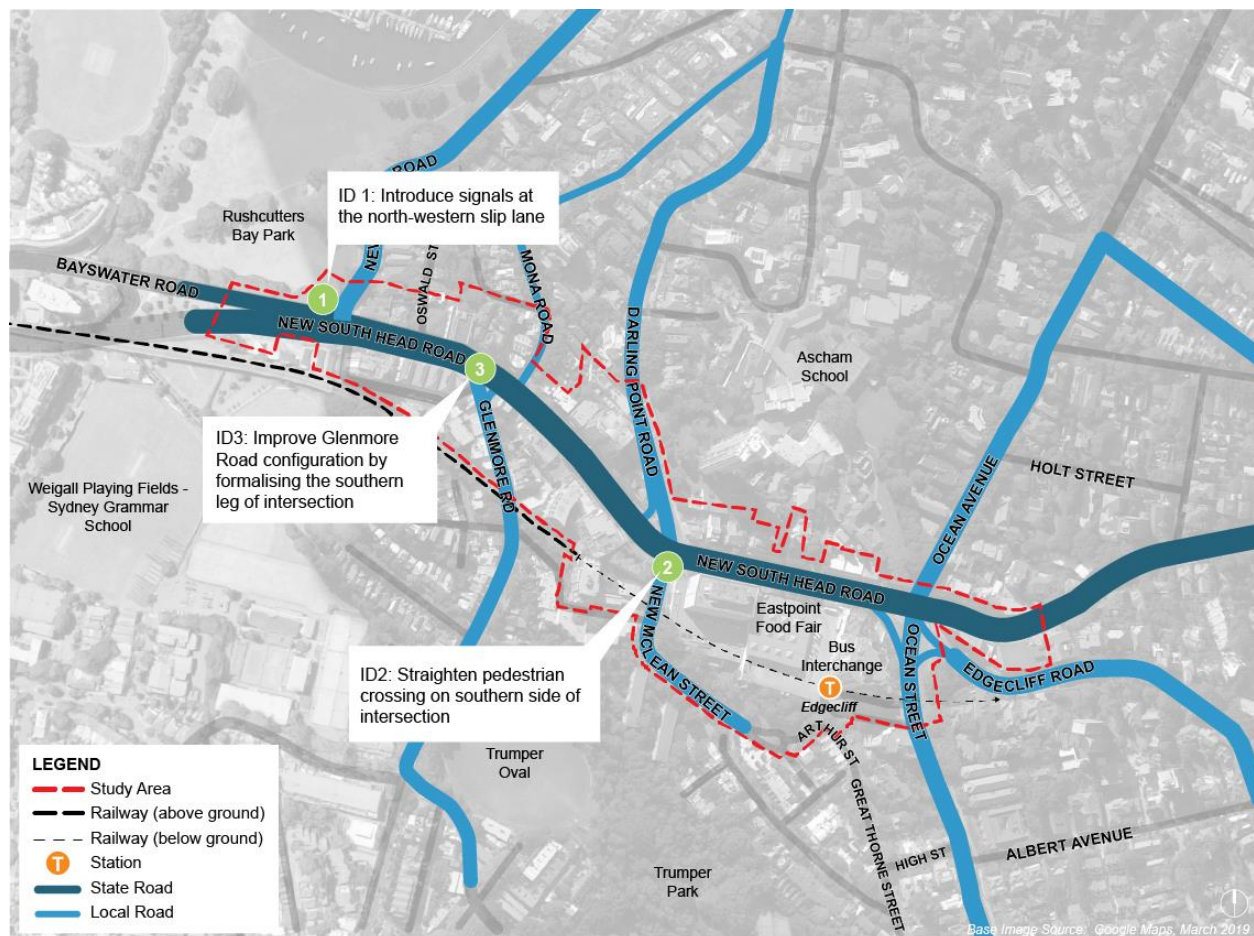 ROAD
ID 1: Introduce signals at
the north-western slip lane
Rushcutters
Bay Park
NEW
OSWALD ST
MONA ROAD
BAYSWATER ROAD
1
NEW SOUTH HEAD ROAD
3
DARLING POINT ROAD
Ascham
School
ID3: Improve Glenmore
Road configuration by
formalising the southern
leg of intersection
GLENMORE RD
Weigall Playing Fields -
Sydney Grammar
School
HOLT STREET
OCEAN AVENUE
2
NEW SOUTH HEAD ROAD
Eastpoint
Food Fair
NEW MCLEAN STREET
Bus
Interchange
T
Edgecliff
OCEAN STREET
EDGECLIFF ROAD
ID2: Straighten pedestrian
crossing on southern side of
intersection
ARTHUR ST
GREAT THORNE STREET
Trumper
Oval
HIGH ST
ALBERT AVENUE
Trumper
Park
LEGEND
Study Area
Railway (above ground)
Railway (below ground)
T
Station
State Road
Local Road
Base Image Source: Google Maps, March 2019